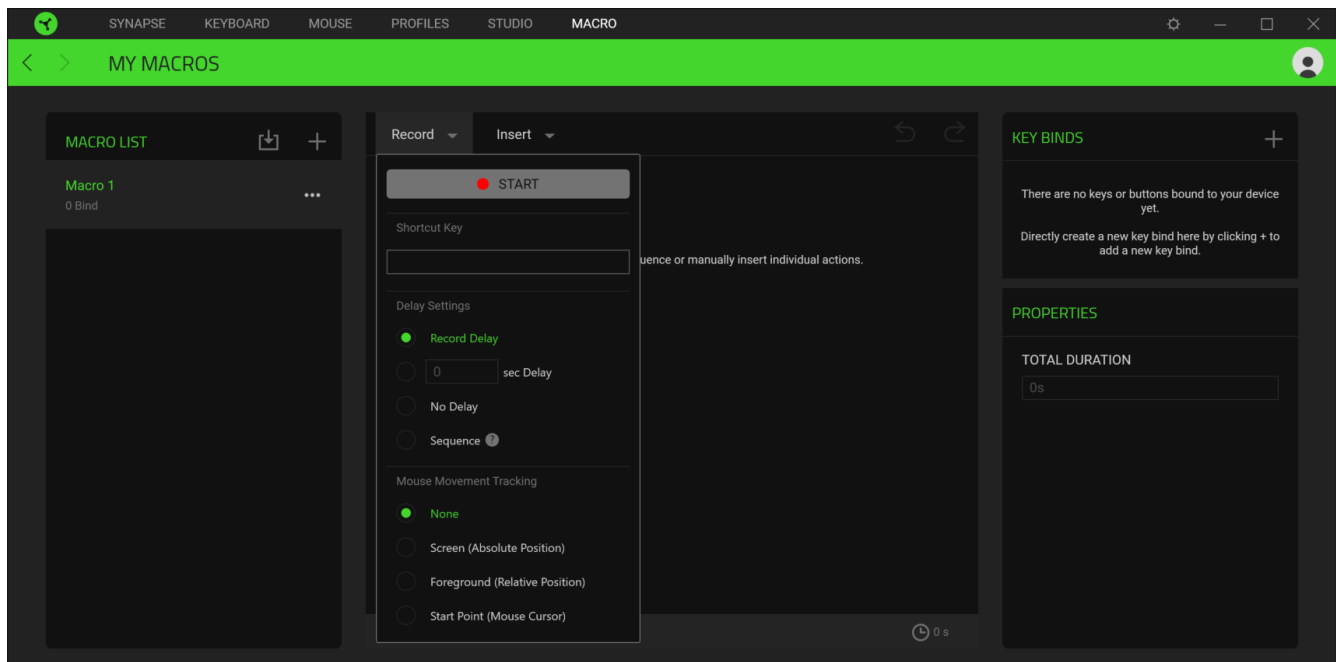 SYNAPSE KEYBOARD MOUSE PROFILES STUDIO MACRO
MY MACROS
MACRO LIST
Macro 1
0 Bind
Record Insert
START
Shortcut Key
uence or manually insert individual actions.
Delay Settings
Record Delay
0 sec Delay
No Delay
Sequence ?
Mouse Movement Tracking
None
Screen (Absolute Position)
Foreground (Relative Position)
Start Point (Mouse Cursor)
0 s
KEY BINDS
There are no keys or buttons bound to your device
yet.
Directly create a new key bind here by clicking + to
add a new key bind.
PROPERTIES
TOTAL DURATION
0s